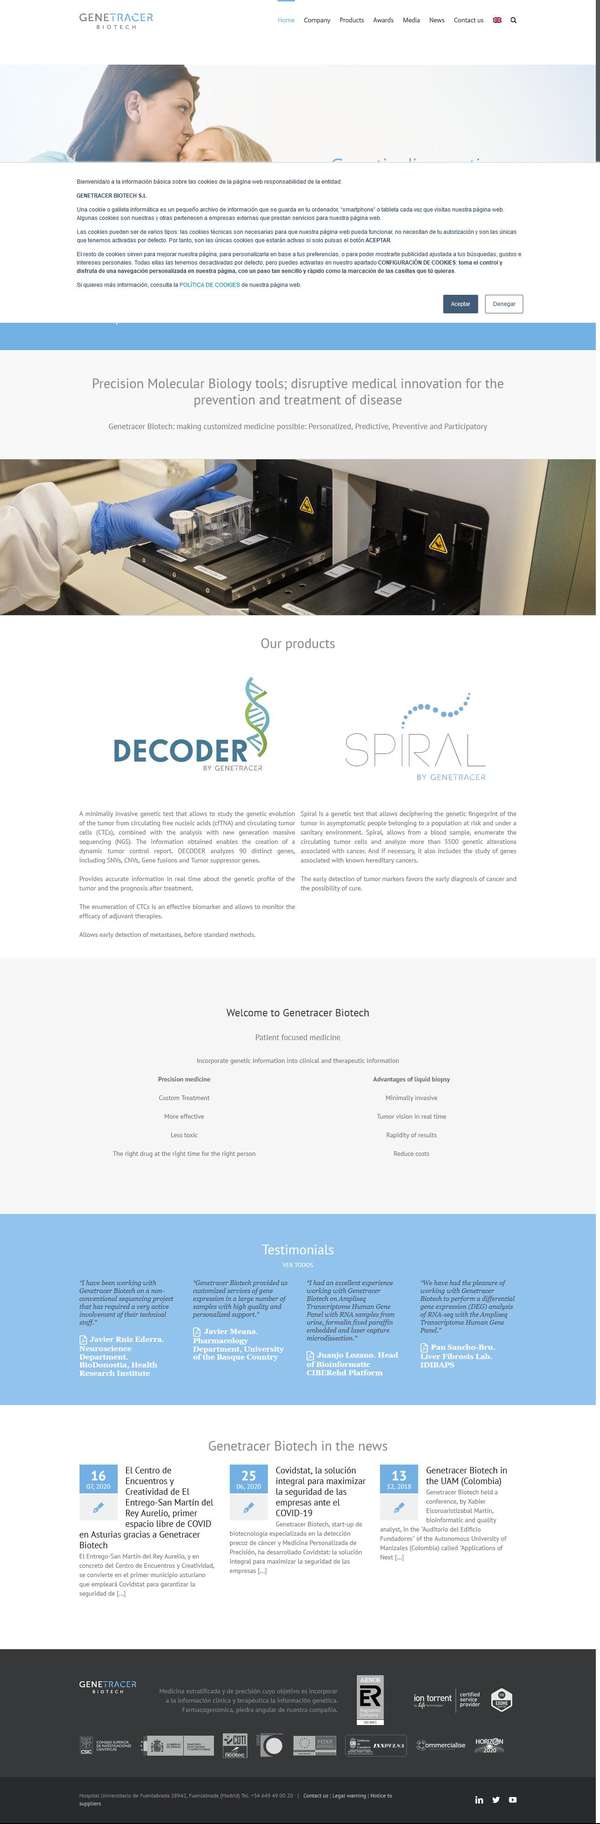 GENETRACER
BIOTECH
Home
Company
Products
Awards
Media
News
Contact us
Bienvenida/o a la información básica sobre las cookies de la página web responsabilidad de la entidad:
GENETRACER BIOTECH S.L
Una cookie o galleta informática es un pequeño archivo de información que se guarda en tu ordenador, "smartphone" o tableta cada vez que visitas nuestra página web.
Algunas cookies son nuestras y otras pertenecen a empresas externas que prestan servicios para nuestra página web.
Las cookies pueden ser de varios tipos: las cookies técnicas son necesarias para que nuestra página web pueda funcionar, no necesitan de tu autorización y son las únicas
que tenemos activadas por defecto. Por tanto, son las únicas cookies que estarán activas si solo pulsas el botón ACEPTAR.
El resto de cookies sirven para mejorar nuestra página, para personalizarla en base a tus preferencias, o para poder mostrarte publicidad ajustada a tus búsquedas, gustos e
intereses personales. Todas ellas las tenemos desactivadas por defecto, pero puedes activarlas en nuestro apartado CONFIGURACIÓN DE COOKIES: toma el control y
disfruta de una navegación personalizada en nuestra página, con un paso tan sencillo y rápido como la marcación de las casillas que tú quieras.
Si quieres más información, consulta la POLÍTICA DE COOKIES de nuestra página web.
Aceptar
Denegar
Precision Molecular Biology tools; disruptive medical innovation for the
prevention and treatment of disease
Genetracer Biotech: making customized medicine possible: Personalized, Predictive, Preventive and Participatory
Our products
DECODER
BY GENETRACER
SPIRAL
BY GENETRACER
A minimally invasive genetic test that allows to study the genetic evolution
of the tumor from circulating free nucleic acids (cfTNA) and circulating tumor
cells (CTCs), combined with the analysis with new generation massive
sequencing (NGS). The information obtained enables the creation of a
dynamic tumor control report. DECODER analyzes 90 distinct genes,
including SNVs, CNVs, Gene fusions and Tumor suppressor genes.
Provides accurate information in real time about the genetic profile of the
tumor and the prognosis after treatment.
The enumeration of CTCs is an effective biomarker and allows to monitor the
efficacy of adjuvant therapies.
Allows early detection of metastases, before standard methods.
Spiral is a genetic test that allows deciphering the genetic fingerprint of the
tumor in asymptomatic people belonging to a population at risk and under a
sanitary environment. Spiral, allows from a blood sample, enumerate the
circulating tumor cells and analyze more than 3500 genetic alterations
associated with cancer. And if necessary, it also includes the study of genes
associated with known hereditary cancers.
The early detection of tumor markers favors the early diagnosis of cancer and
the possibility of cure.
Welcome to Genetracer Biotech
Patient focused medicine
Incorporate genetic information into clinical and therapeutic information
Precision medicine
Custom Treatment
More effective
Less toxic
The right drug at the right time for the right person
Advantages of liquid biopsy
Minimally invasive
Tumor vision in real time
Rapidity of results
Reduce costs
Testimonials
VER TODOS
"I have been working with
Genetracer Biotech on a non-
conventional sequencing project
that has required a very active
involvement of their technical
staff."
Javier Ruiz Ederra.
Neuroscience
Department.
BioDonostia, Health
Research Institute
"Genetracer Biotech provided us
customized services of gene
expression in a large number of
samples with high quality and
personalized support."
Javier Meana.
Pharmacology
Department, University
of the Basque Country
"I had an excellent experience
working with Genetracer
Biotech on Ampliseq
Transcriptome Human Gene
Panel with RNA samples from
urine, formalin fixed paraffin
embedded and laser capture
microdissection."
Juanjo Lozano. Head
of Bioinformatic
CIBERehd Platform
"We have had the pleasure of
working with Genetracer
Biotech to perform a differential
gene expression (DEG) analysis
of RNA-seq with the Ampliseq
Transcriptome Human Gene
Panel."
Pau Sancho-Bru.
Liver Fibrosis Lab.
IDIBAPS
Genetracer Biotech in the news
16
07, 2020
El Centro de
Encuentros y
Creatividad de El
Entrego-San Martín del
Rey Aurelio, primer
espacio libre de COVID
en Asturias gracias a Genetracer
Biotech
El Entrego-San Martín del Rey Aurelio, y en
concreto del Centro de Encuentros y Creatividad,
se convierte en el primer municipio asturiano
que empleará Covidstat para garantizar la
seguridad de [...]
25
06, 2020
Covidstat, la solución
integral para maximizar
la seguridad de las
empresas ante el
COVID-19
Genetracer Biotech, start-up de
biotecnología especializada en la detección
precoz de cáncer y Medicina Personalizada de
Precisión, ha desarrollado Covidstat: la solución
integral para maximizar la seguridad de las
empresas [...]
13
12, 2018
Genetracer Biotech in
the UAM (Colombia)
Genetracer Biotech held a
conference, by Xabier
Elcoroaristizabal Martín,
bioinformatic and quality
analyst, in the "Auditorio del Edificio
Fundadores" of the Autonomous University of
Manizales (Colombia) called "Applications of
Next [...]
GENETRACER
BIOTECH
Medicina estratificada y de precisión cuyo objetivo es incorporar
a la información clínica y terapéutica la información genética.
Farmacogenómica, piedra angular de nuestra compañía.
ER
ion torrent
certified
service
provider
CSIC
CDTI
neotec
INNPULSA
commercialise
HORIZON
2020
Hospital Universitario de Fuenlabrada 28942, Fuenlabrada (Madrid) Tel. +34 649 49 00 20 | Contact us | Legal warning | Notice to
suppliers